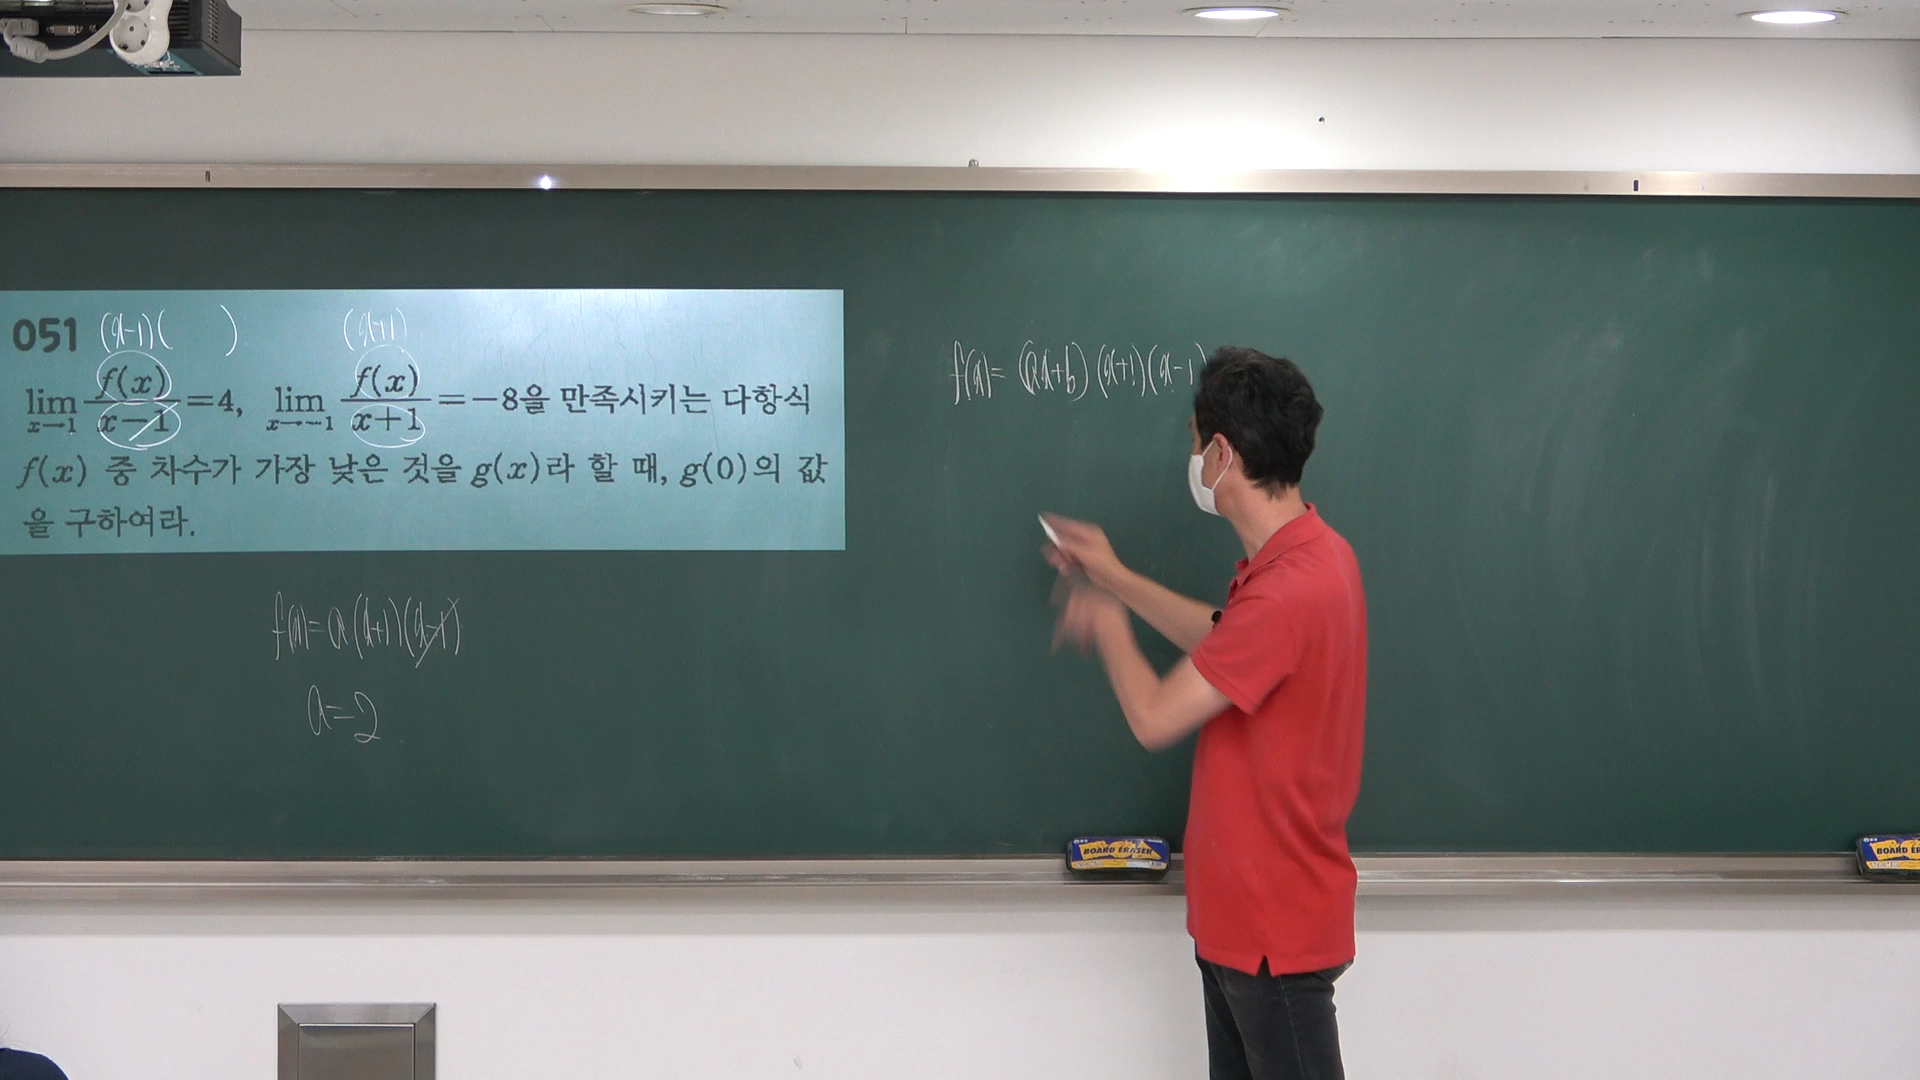 051 (x-1)( ) (x+1)
lim x→1 f(x)/(x-1) =4, lim x→-1 f(x)/(x+1) =-8을 만족시키는 다항식
f(x) 중 차수가 가장 낮은 것을 g(x)라 할 때, g(0)의 값
을 구하여라.
f(x)= (ax+b)(x+1)(x-1)
f(x)=a(x+1)(x-1)
a=2
BOARD ERASER
BOARD ER